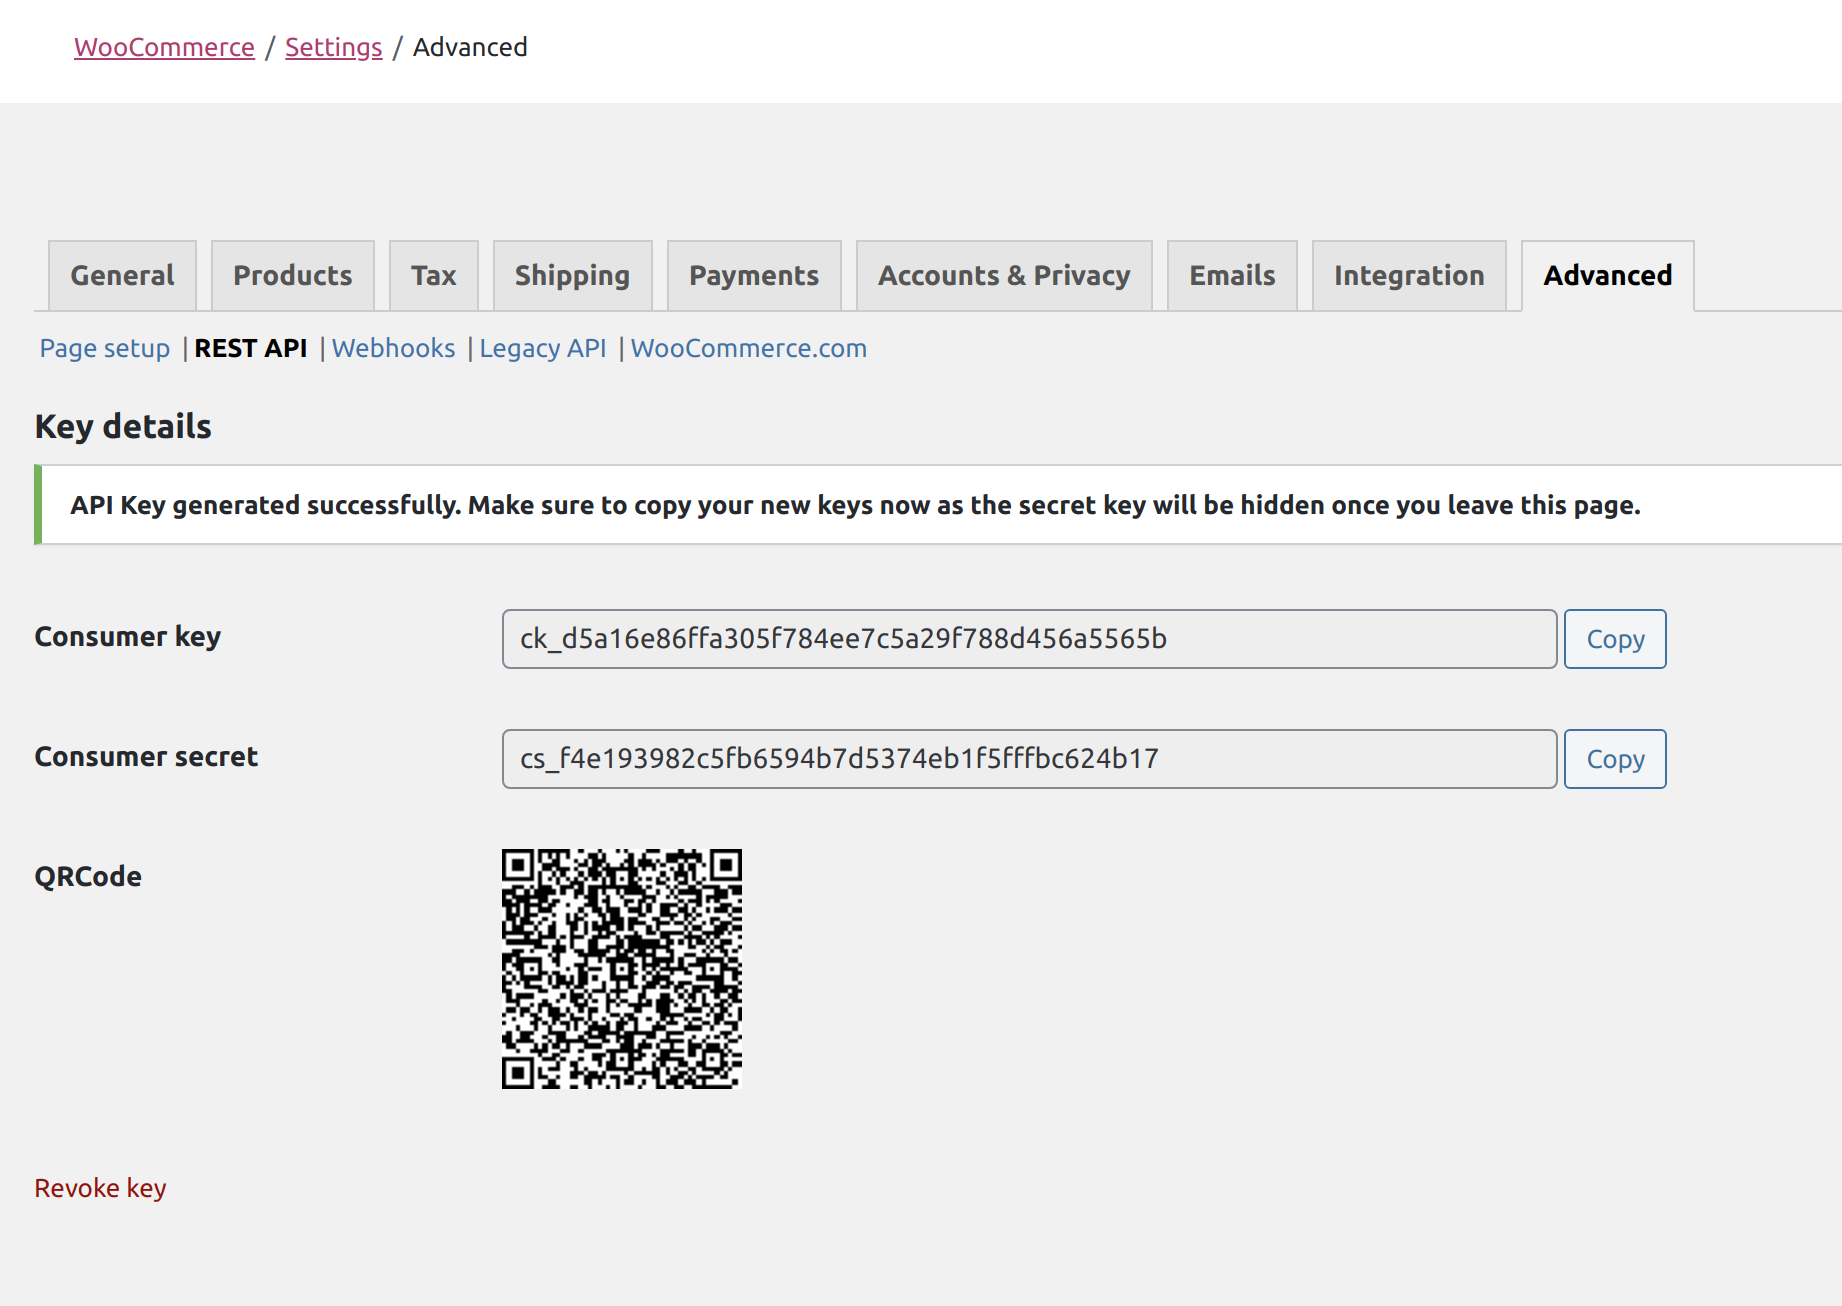 WooCommerce / Settings / Advanced
General Products Tax Shipping Payments Accounts & Privacy Emails Integration Advanced
Page setup | REST API | Webhooks | Legacy API | WooCommerce.com
Key details
API Key generated successfully. Make sure to copy your new keys now as the secret key will be hidden once you leave this page.
Consumer key ck_d5a16e86ffa305f784ee7c5a29f788d456a5565b Copy
Consumer secret cs_f4e193982c5fb6594b7d5374eb1f5fffbc624b17 Copy
QRCode
Revoke key